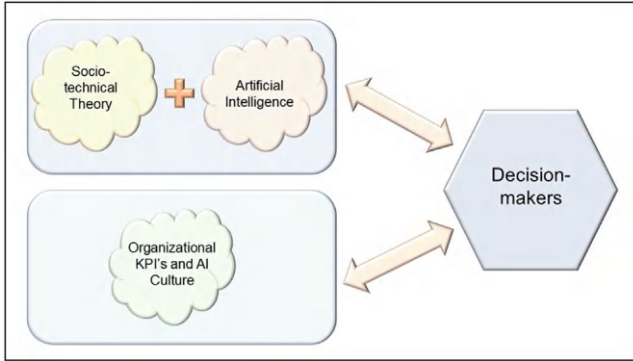 Socio-
technical
Theory
Artificial
Intelligence
Decision-
makers
Organizational
KPI's and AI
Culture